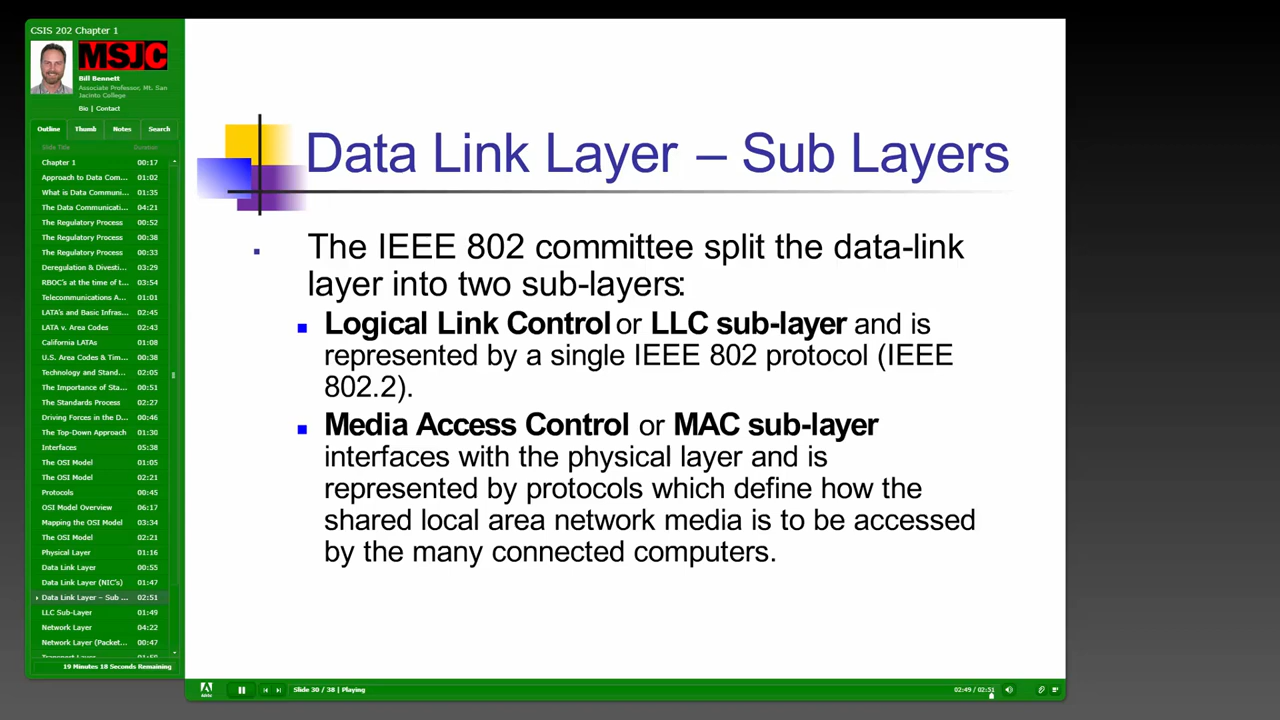 CSIS 202 Chapter 1
MSJC
Bill Bennett
Associate Professor, Mt. San
Jacinto College
Bio | Contact
Outline Thumb Notes Search
Slide Title Duration
Chapter 1 00:17
Approach to Data Com... 01:02
What is Data Communi... 01:35
The Data Communicati... 04:21
The Regulatory Process 00:52
The Regulatory Process 00:38
The Regulatory Process 00:33
Deregulation & Divesti... 03:29
RBOC's at the time of t... 03:54
Telecommunications A... 01:01
LATA's and Basic Infras... 02:45
LATA v. Area Codes 02:43
California LATAs 01:08
U.S. Area Codes & Tim... 00:38
Technology and Stand... 02:05
The Importance of Sta... 00:51
The Standards Process 02:27
Driving Forces in the D... 00:46
The Top-Down Approach 01:30
Interfaces 05:38
The OSI Model 01:05
The OSI Model 02:21
Protocols 00:45
OSI Model Overview 06:17
Mapping the OSI Model 03:34
The OSI Model 02:21
Physical Layer 01:16
Data Link Layer 00:55
Data Link Layer (NIC's) 01:47
Data Link Layer – Sub ... 02:51
LLC Sub-Layer 01:49
Network Layer 04:22
Network Layer (Packet... 00:47
19 Minutes 18 Seconds Remaining
Data Link Layer – Sub Layers
The IEEE 802 committee split the data-link
layer into two sub-layers:
Logical Link Control or LLC sub-layer and is
represented by a single IEEE 802 protocol (IEEE
802.2).
Media Access Control or MAC sub-layer
interfaces with the physical layer and is
represented by protocols which define how the
shared local area network media is to be accessed
by the many connected computers.
Adobe
Slide 30 / 38 | Playing
02:49 / 02:51